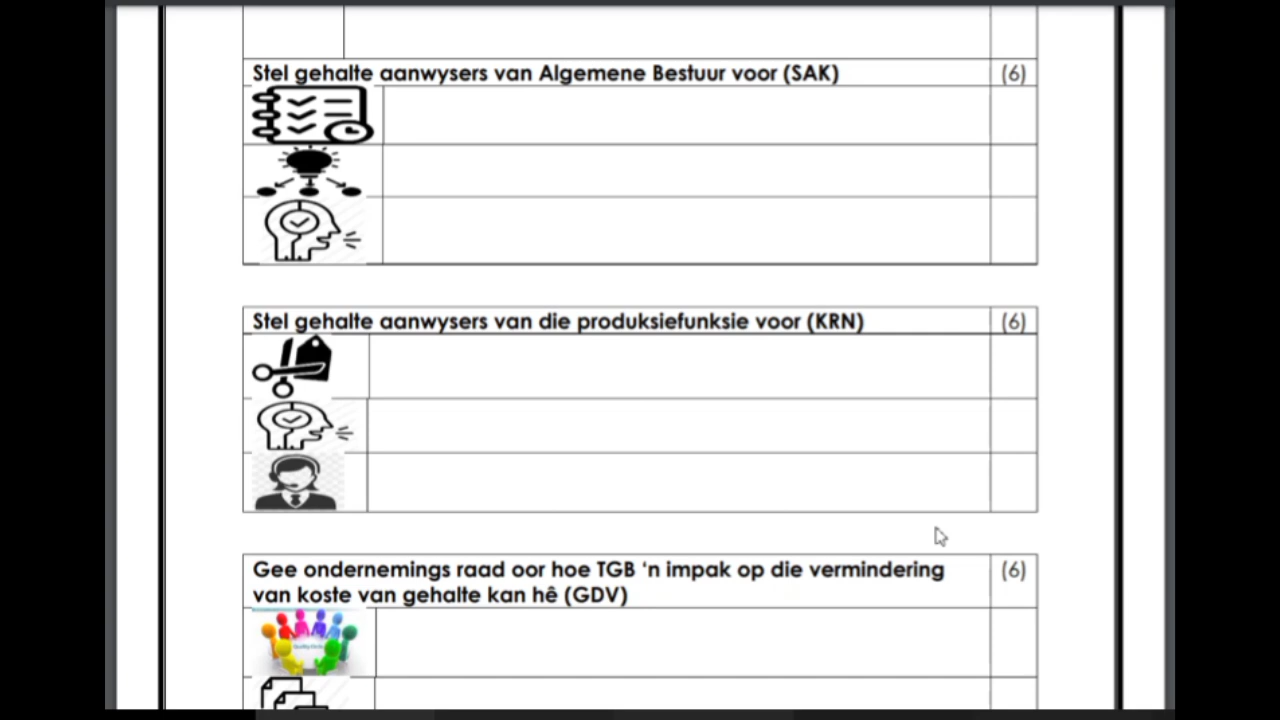 Stel gehalte aanwysers van Algemene Bestuur voor (SAK) (6)
Stel gehalte aanwysers van die produksiefunksie voor (KRN) (6)
Gee ondernemings raad oor hoe TGB ‘n impak op die vermindering (6)
van koste van gehalte kan hê (GDV)